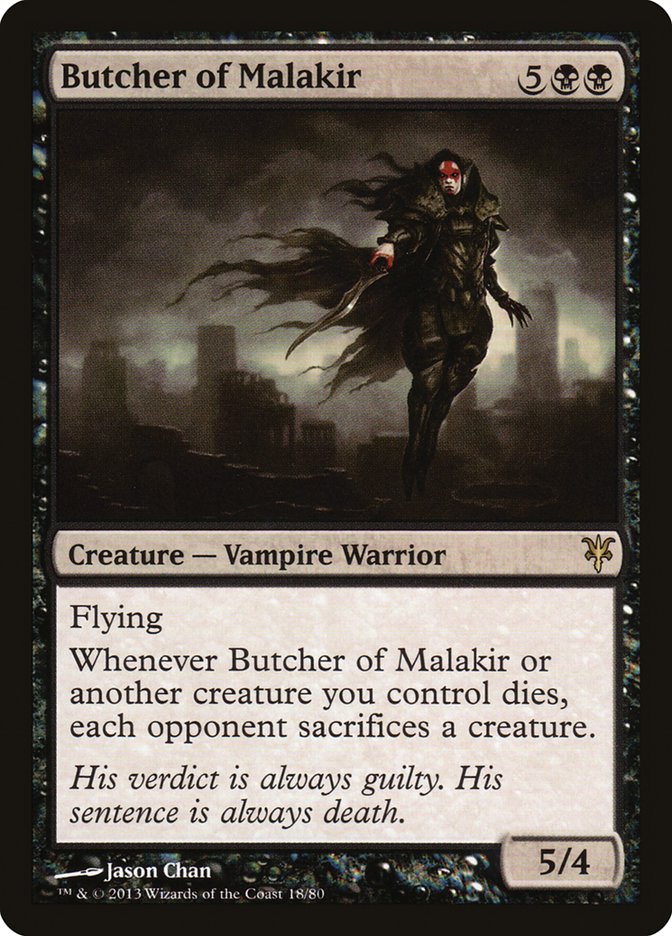 Butcher of Malakir 5
Creature — Vampire Warrior
Flying
Whenever Butcher of Malakir or
another creature you control dies,
each opponent sacrifices a creature.
His verdict is always guilty. His
sentence is always death.
5/4
Jason Chan
™ & © 2013 Wizards of the Coast 18/80